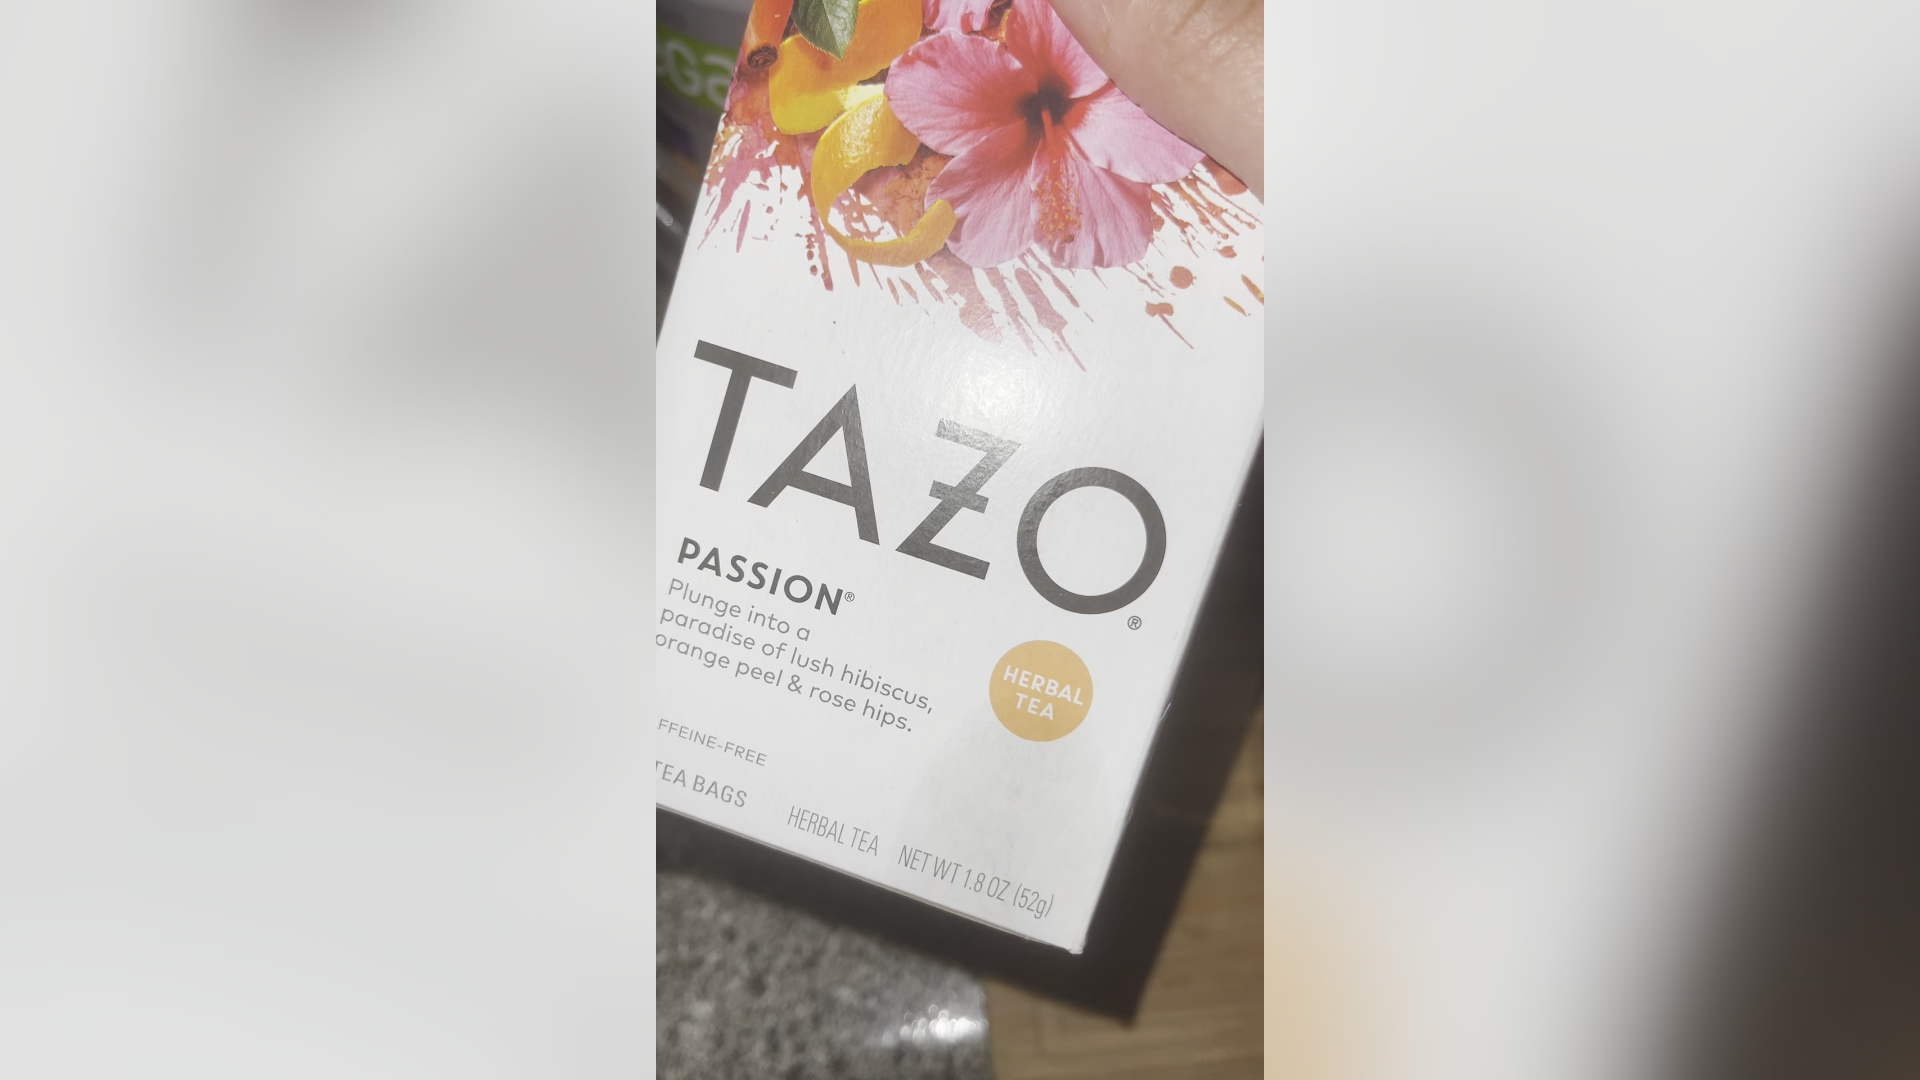 TAZO®
PASSION®
Plunge into a
paradise of lush hibiscus,
orange peel & rose hips.
HERBAL
TEA
FFEINE-FREE
TEA BAGS
HERBAL TEA NET WT 1.8 OZ (52g)